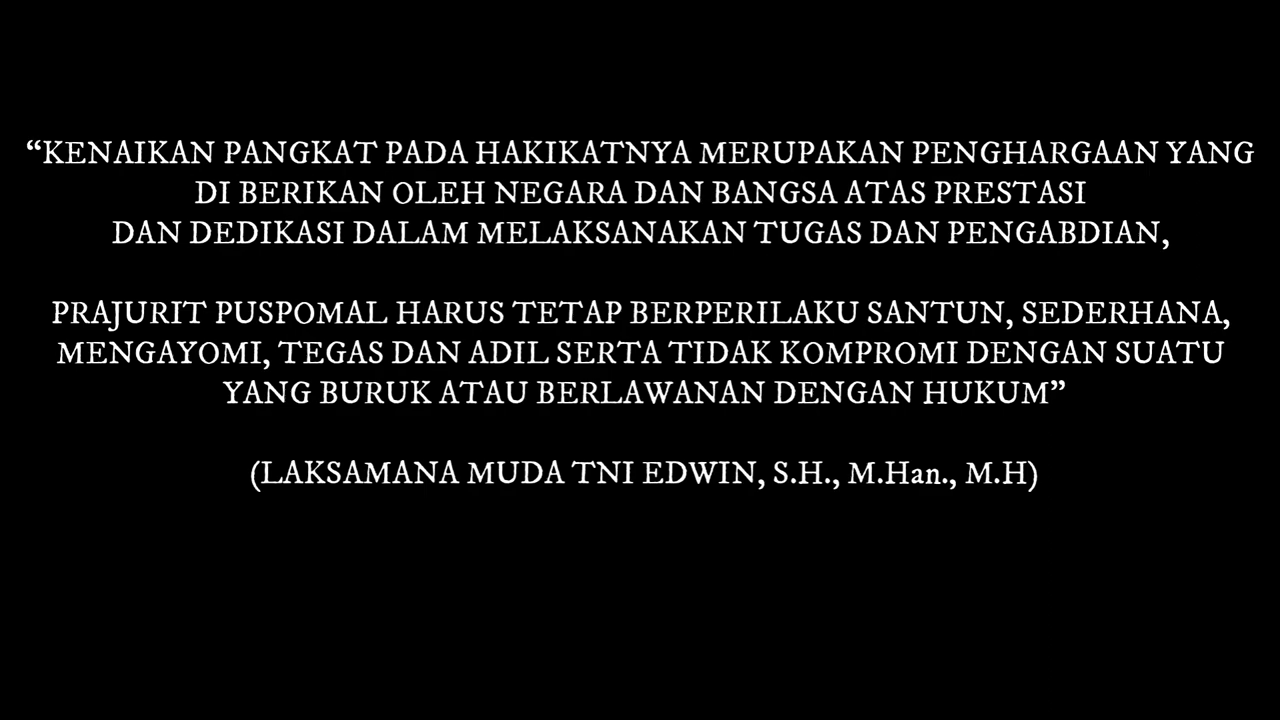 “KENAIKAN PANGKAT PADA HAKIKATNYA MERUPAKAN PENGHARGAAN YANG
DI BERIKAN OLEH NEGARA DAN BANGSA ATAS PRESTASI
DAN DEDIKASI DALAM MELAKSANAKAN TUGAS DAN PENGABDIAN,
PRAJURIT PUSPOMAL HARUS TETAP BERPERILAKU SANTUN, SEDERHANA,
MENGAYOMI, TEGAS DAN ADIL SERTA TIDAK KOMPROMI DENGAN SUATU
YANG BURUK ATAU BERLAWANAN DENGAN HUKUM”
(LAKSAMANA MUDA TNI EDWIN, S.H., M.Han., M.H)